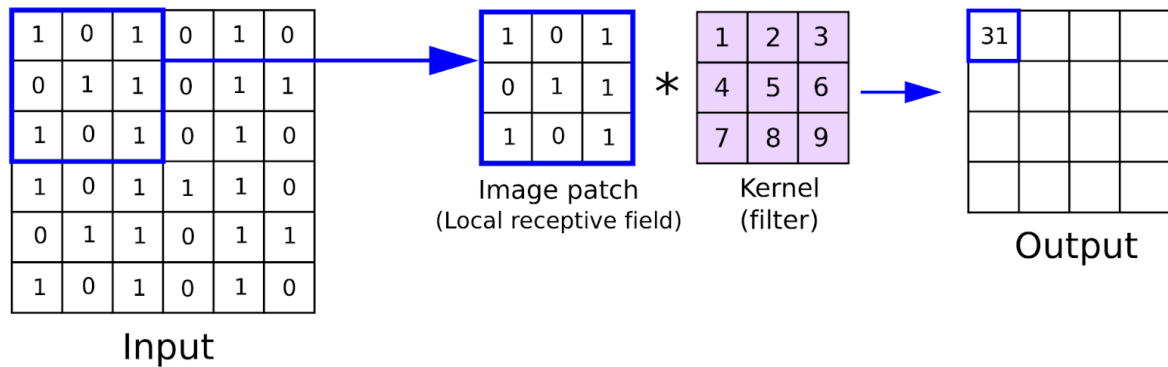 1 0 1 0 1 0
0 1 1 0 1 1
1 0 1 0 1 0
1 0 1 1 1 0
0 1 1 0 1 1
1 0 1 0 1 0
Input
1 0 1
0 1 1
1 0 1
Image patch
(Local receptive field)
*
1 2 3
4 5 6
7 8 9
Kernel
(filter)
31
Output